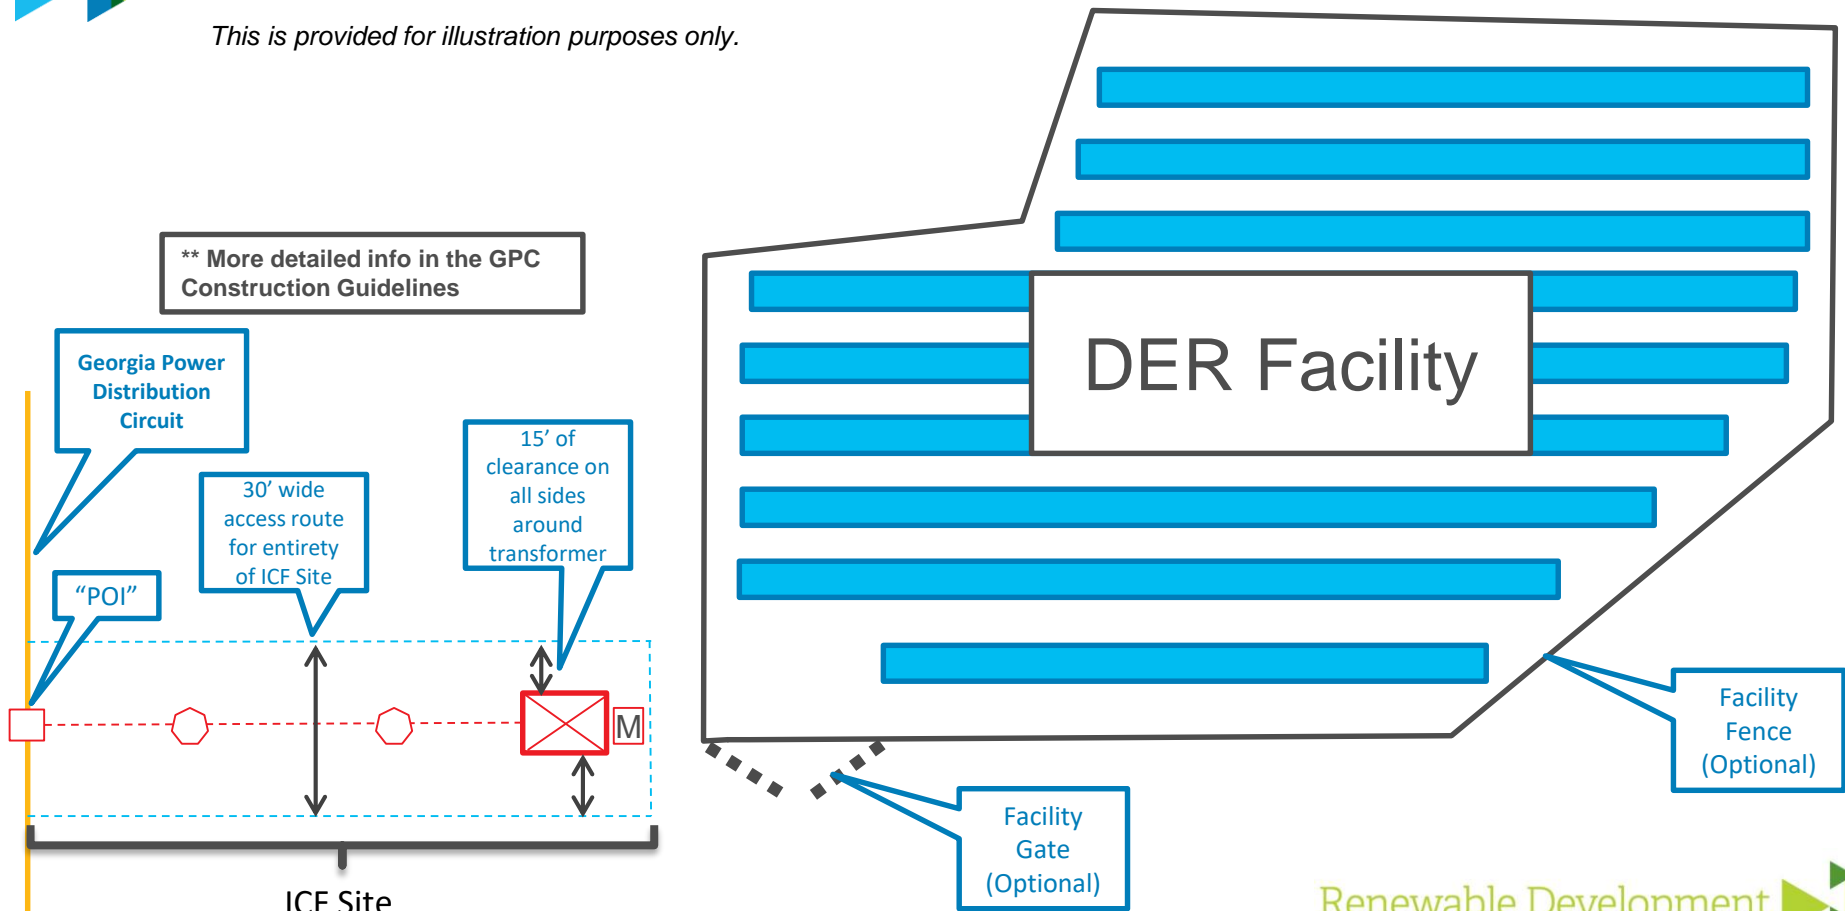 This is provided for illustration purposes only.
** More detailed info in the GPC
Construction Guidelines
Georgia Power
Distribution
Circuit
30’ wide
access route
for entirety
of ICF Site
15’ of
clearance on
all sides
around
transformer
“POI”
M
ICF Site
DER Facility
Facility
Fence
(Optional)
Facility
Gate
(Optional)
Renewable Development